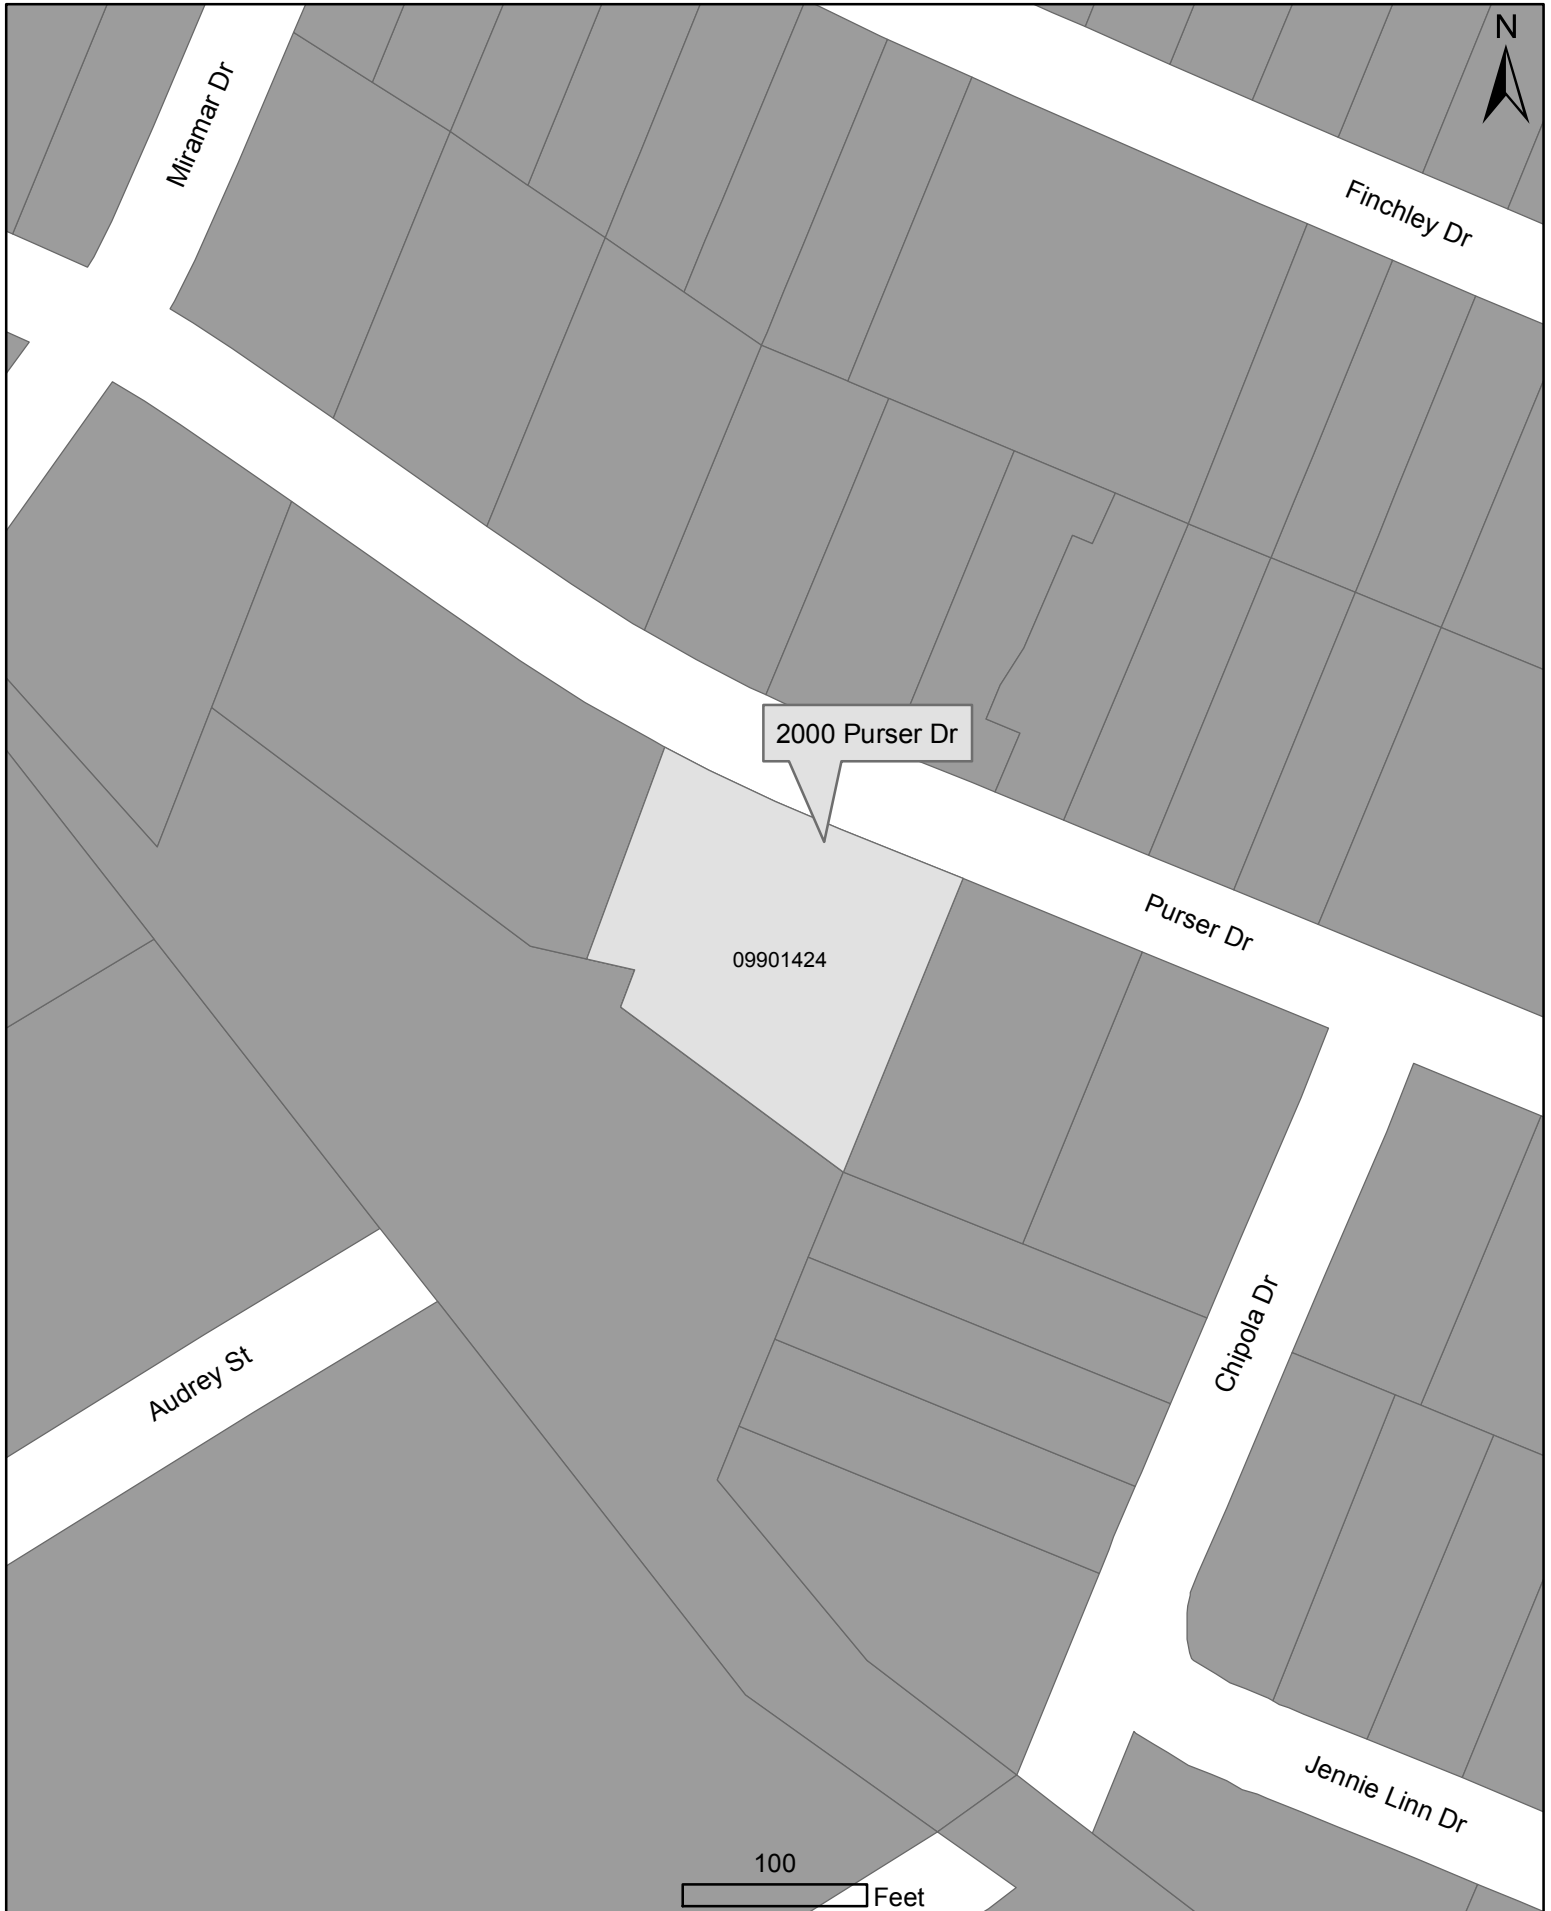 N
Miramar Dr
Finchley Dr
2000 Purser Dr
Purser Dr
09901424
Chipola Dr
Audrey St
Jennie Linn Dr
100
Feet